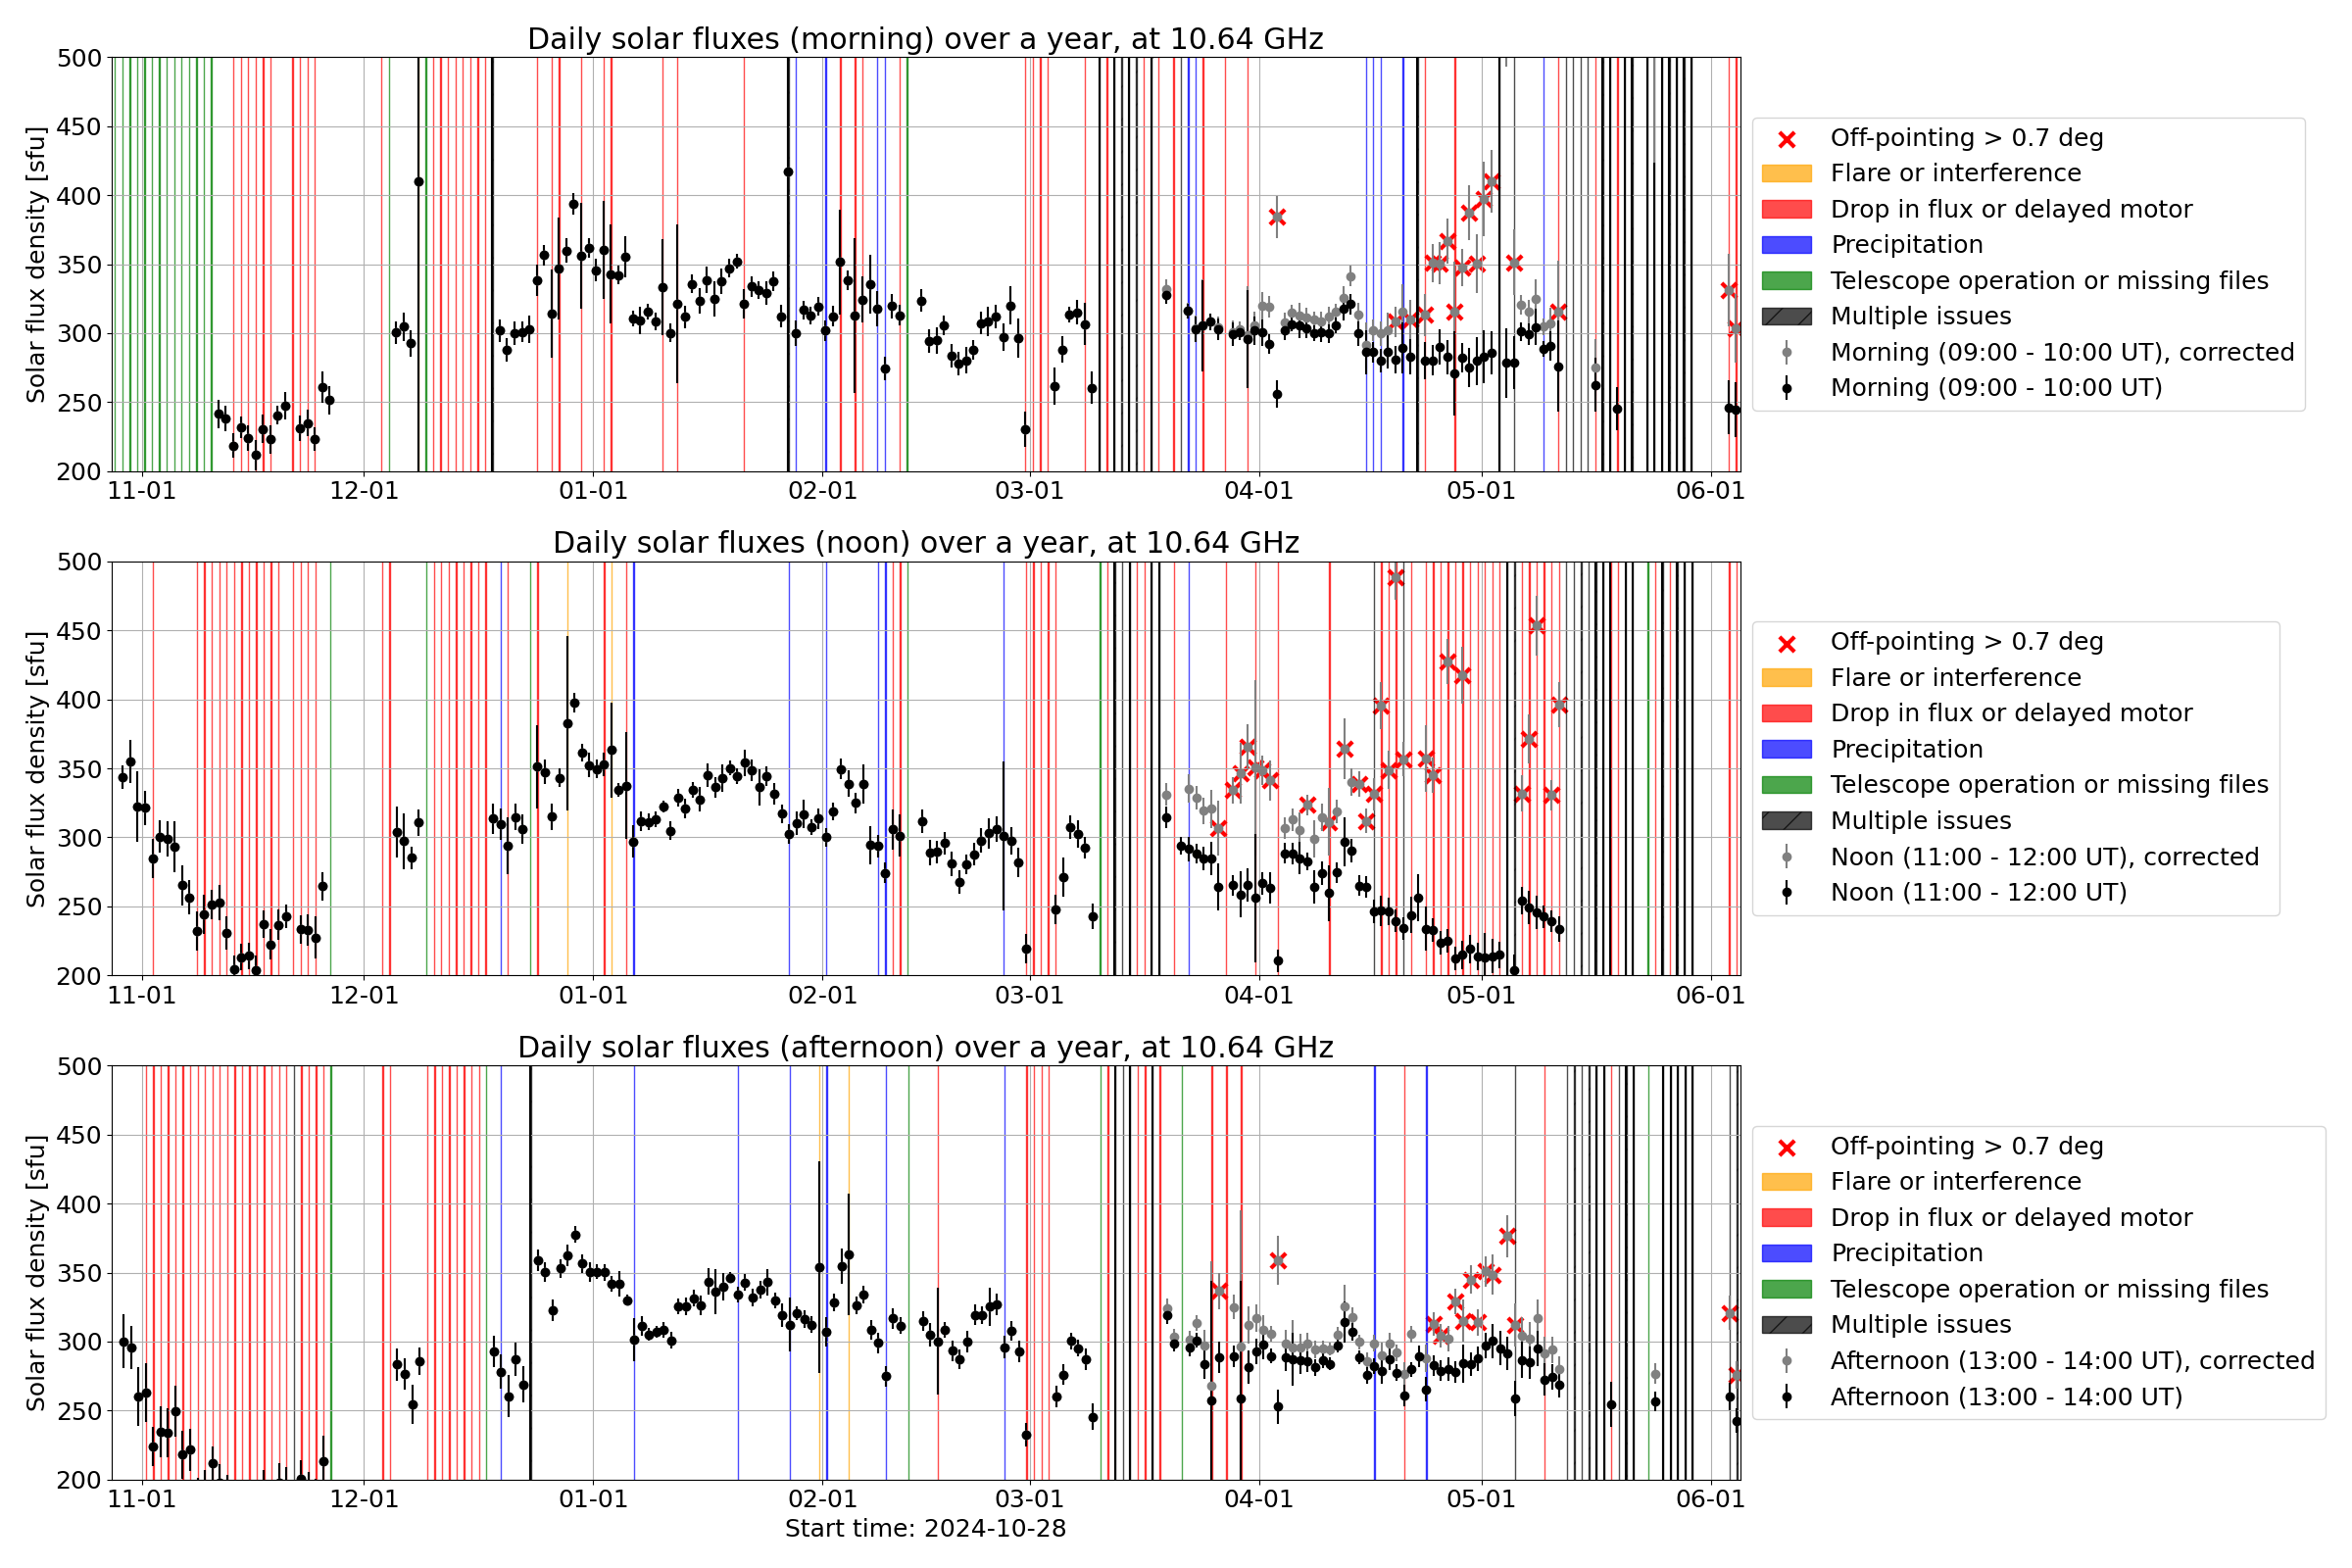 Daily solar fluxes (morning) over a year, at 10.64 GHz
Solar flux density [sfu]
500
450
400
350
300
250
200
11-01 12-01 01-01 02-01 03-01 04-01 05-01 06-01
Off-pointing > 0.7 deg
Flare or interference
Drop in flux or delayed motor
Precipitation
Telescope operation or missing files
Multiple issues
Morning (09:00 - 10:00 UT), corrected
Morning (09:00 - 10:00 UT)
Daily solar fluxes (noon) over a year, at 10.64 GHz
Solar flux density [sfu]
500
450
400
350
300
250
200
11-01 12-01 01-01 02-01 03-01 04-01 05-01 06-01
Off-pointing > 0.7 deg
Flare or interference
Drop in flux or delayed motor
Precipitation
Telescope operation or missing files
Multiple issues
Noon (11:00 - 12:00 UT), corrected
Noon (11:00 - 12:00 UT)
Daily solar fluxes (afternoon) over a year, at 10.64 GHz
Solar flux density [sfu]
500
450
400
350
300
250
200
11-01 12-01 01-01 02-01 03-01 04-01 05-01 06-01
Off-pointing > 0.7 deg
Flare or interference
Drop in flux or delayed motor
Precipitation
Telescope operation or missing files
Multiple issues
Afternoon (13:00 - 14:00 UT), corrected
Afternoon (13:00 - 14:00 UT)
Start time: 2024-10-28